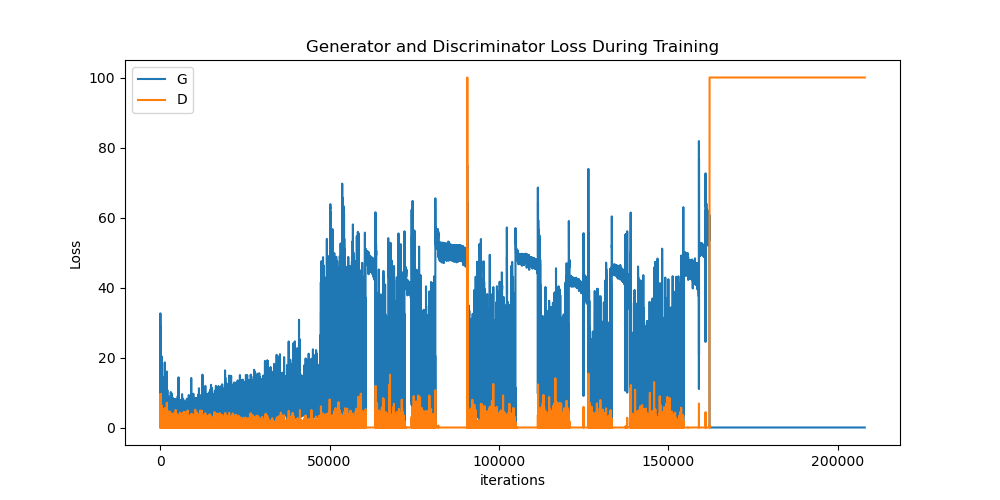 Generator and Discriminator Loss During Training
G
D
Loss
100
80
60
40
20
0
0 50000 100000 150000 200000
iterations